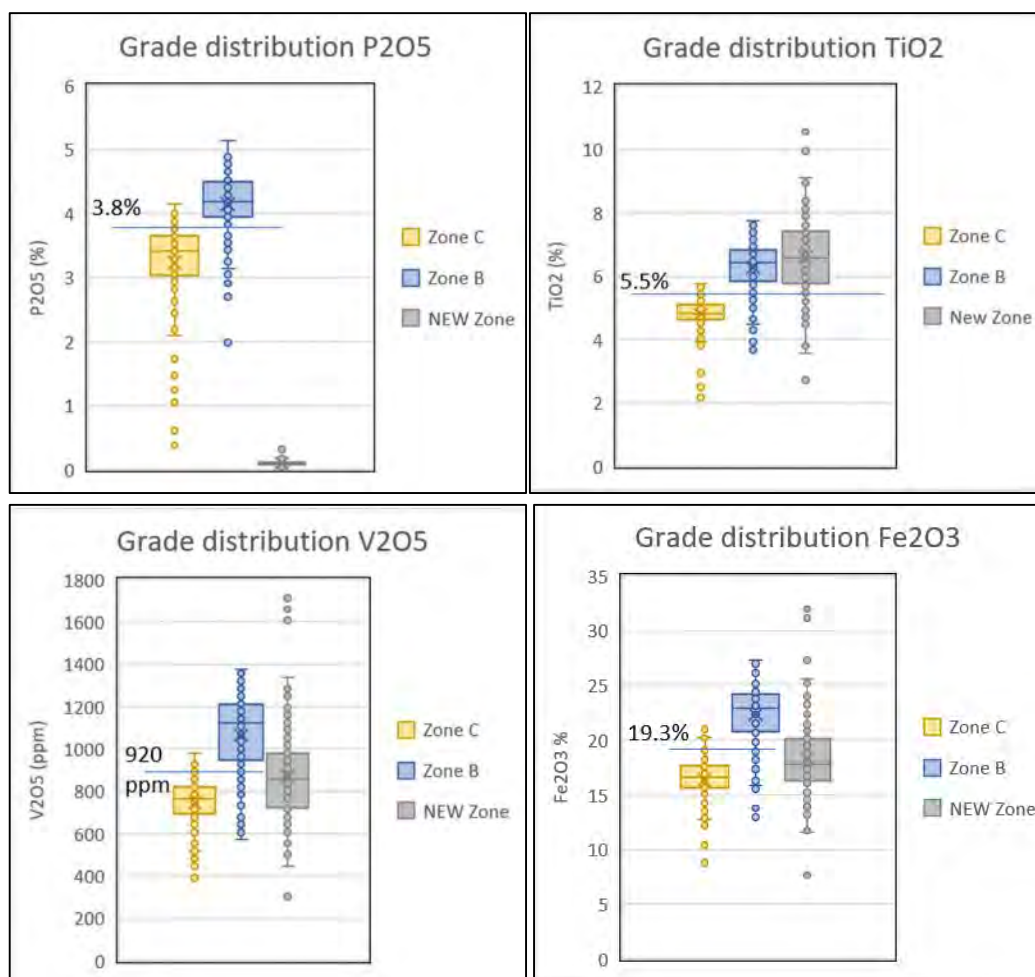 Grade distribution P2O5
6
5
4
3
2
1
0
P2O5 (%)
3.8%
Zone C
Zone B
NEW Zone
Grade distribution TiO2
12
10
8
6
4
2
0
TiO2 (%)
5.5%
Zone C
Zone B
New Zone
Grade distribution V2O5
1800
1600
1400
1200
1000
800
600
400
200
0
V2O5 (ppm)
920
ppm
Zone C
Zone B
NEW Zone
Grade distribution Fe2O3
35
30
25
20
15
10
5
0
Fe2O3 %
19.3%
Zone C
Zone B
NEW Zone